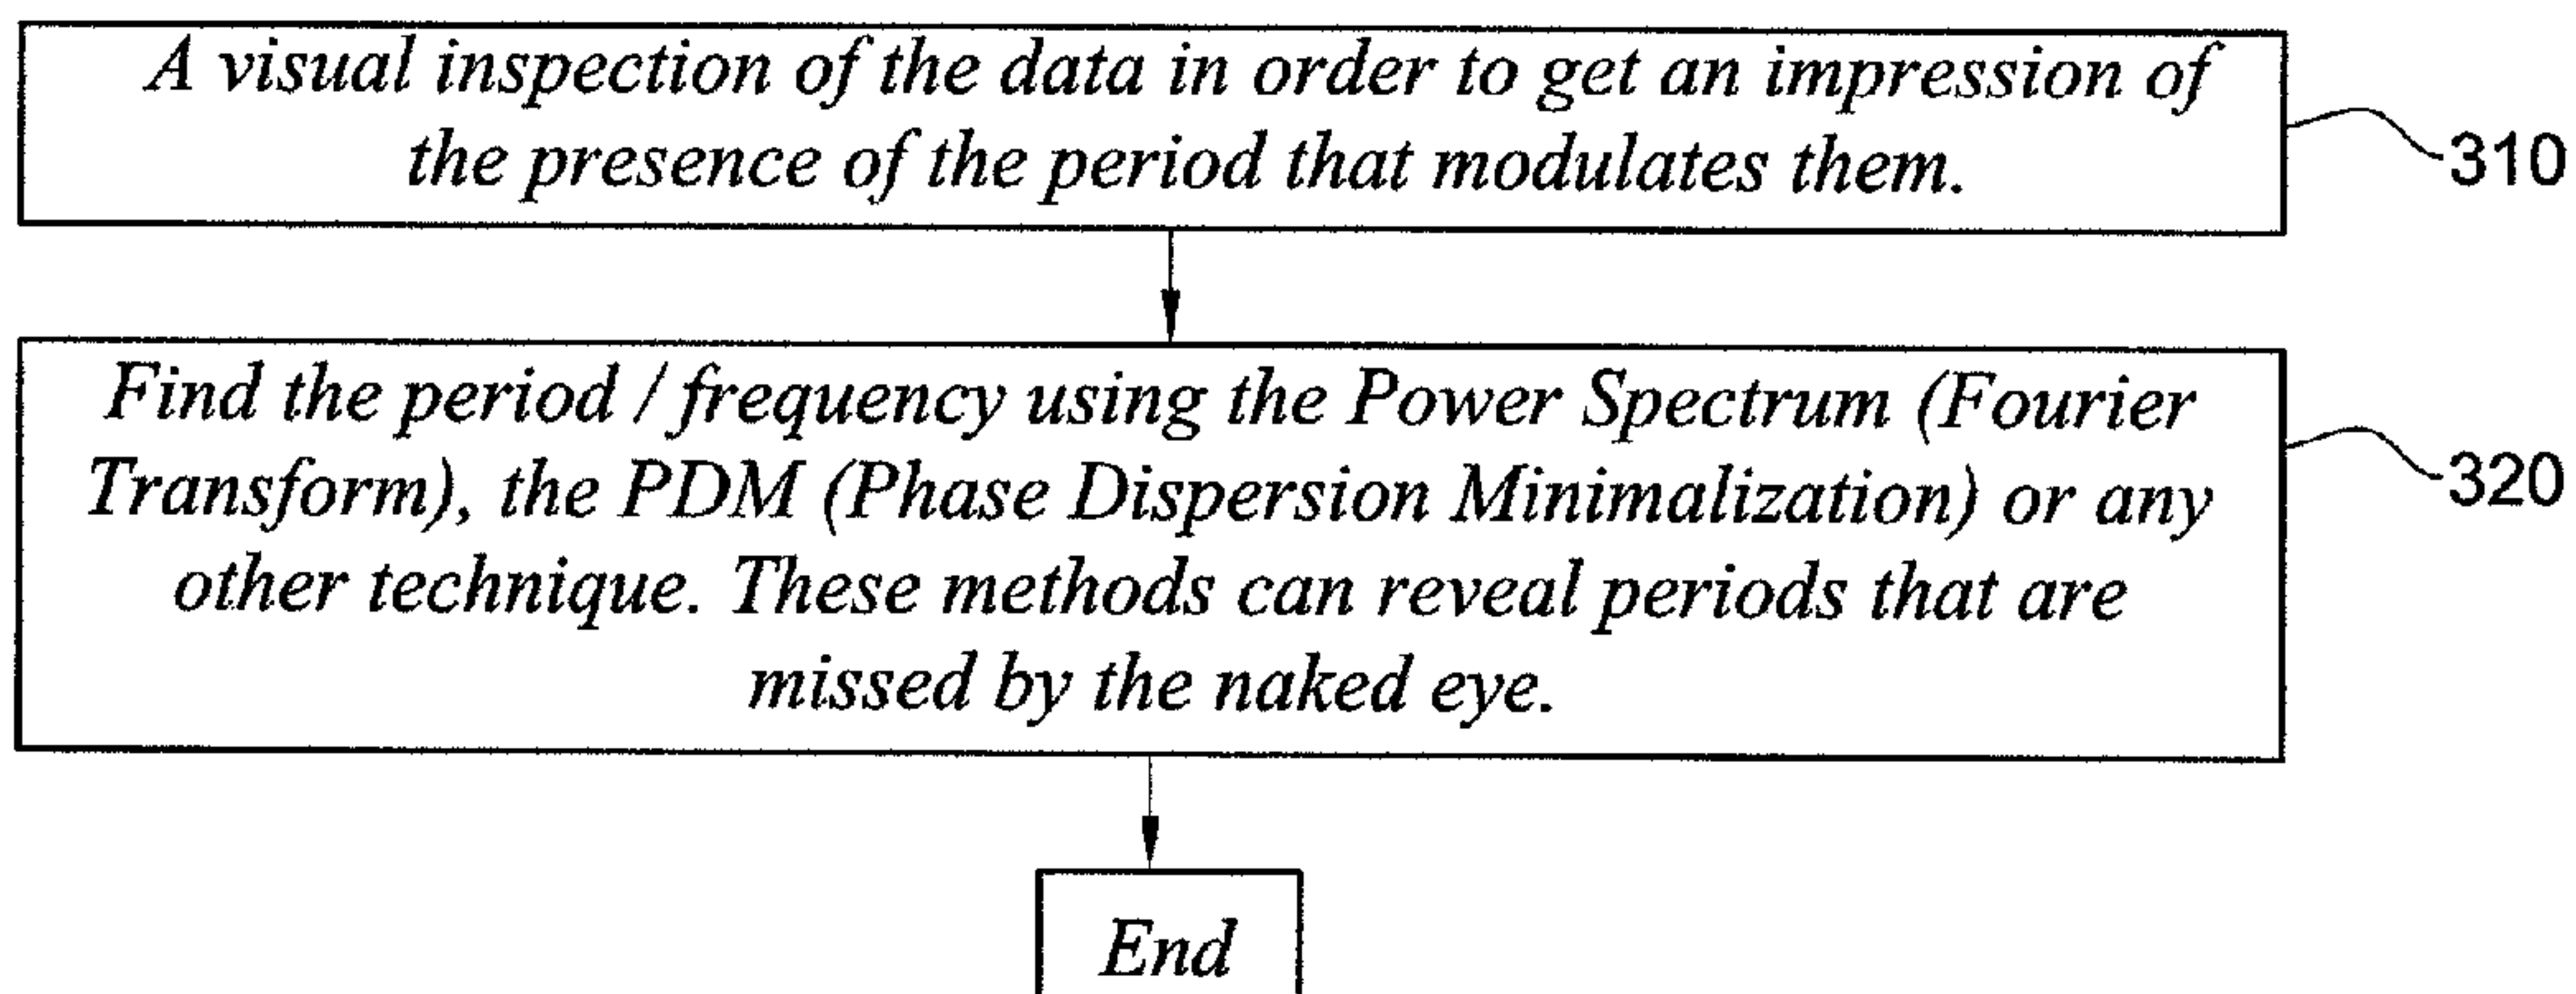 A visual inspection of the data in order to get an impression of
the presence of the period that modulates them.
310
Find the period / frequency using the Power Spectrum (Fourier
Transform), the PDM (Phase Dispersion Minimalization) or any
other technique. These methods can reveal periods that are
missed by the naked eye.
320
End